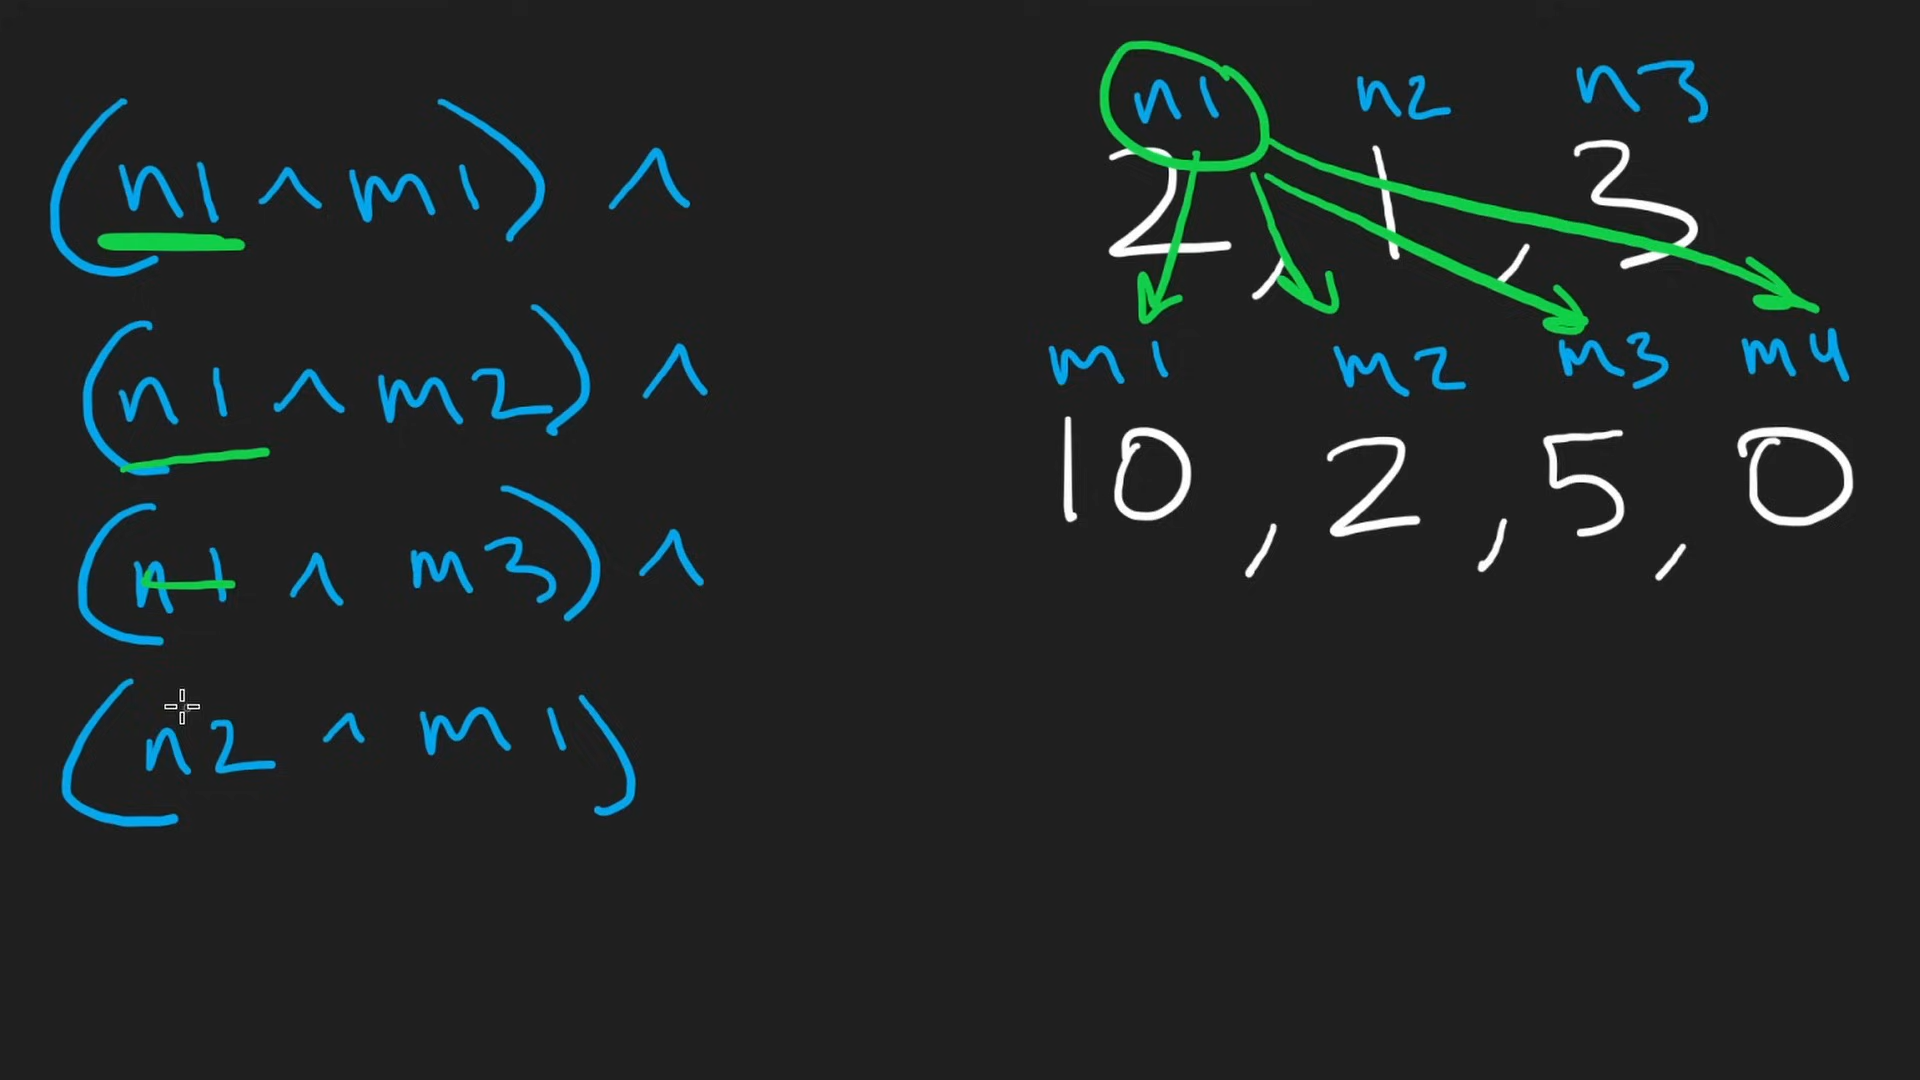 (n1 ^ m1) ^
(n1 ^ m2) ^
(n1 ^ m3) ^
(n2 ^ m1)
n1 n2 n3
2, 1, 3
m1 m2 m3 m4
10, 2, 5, 0